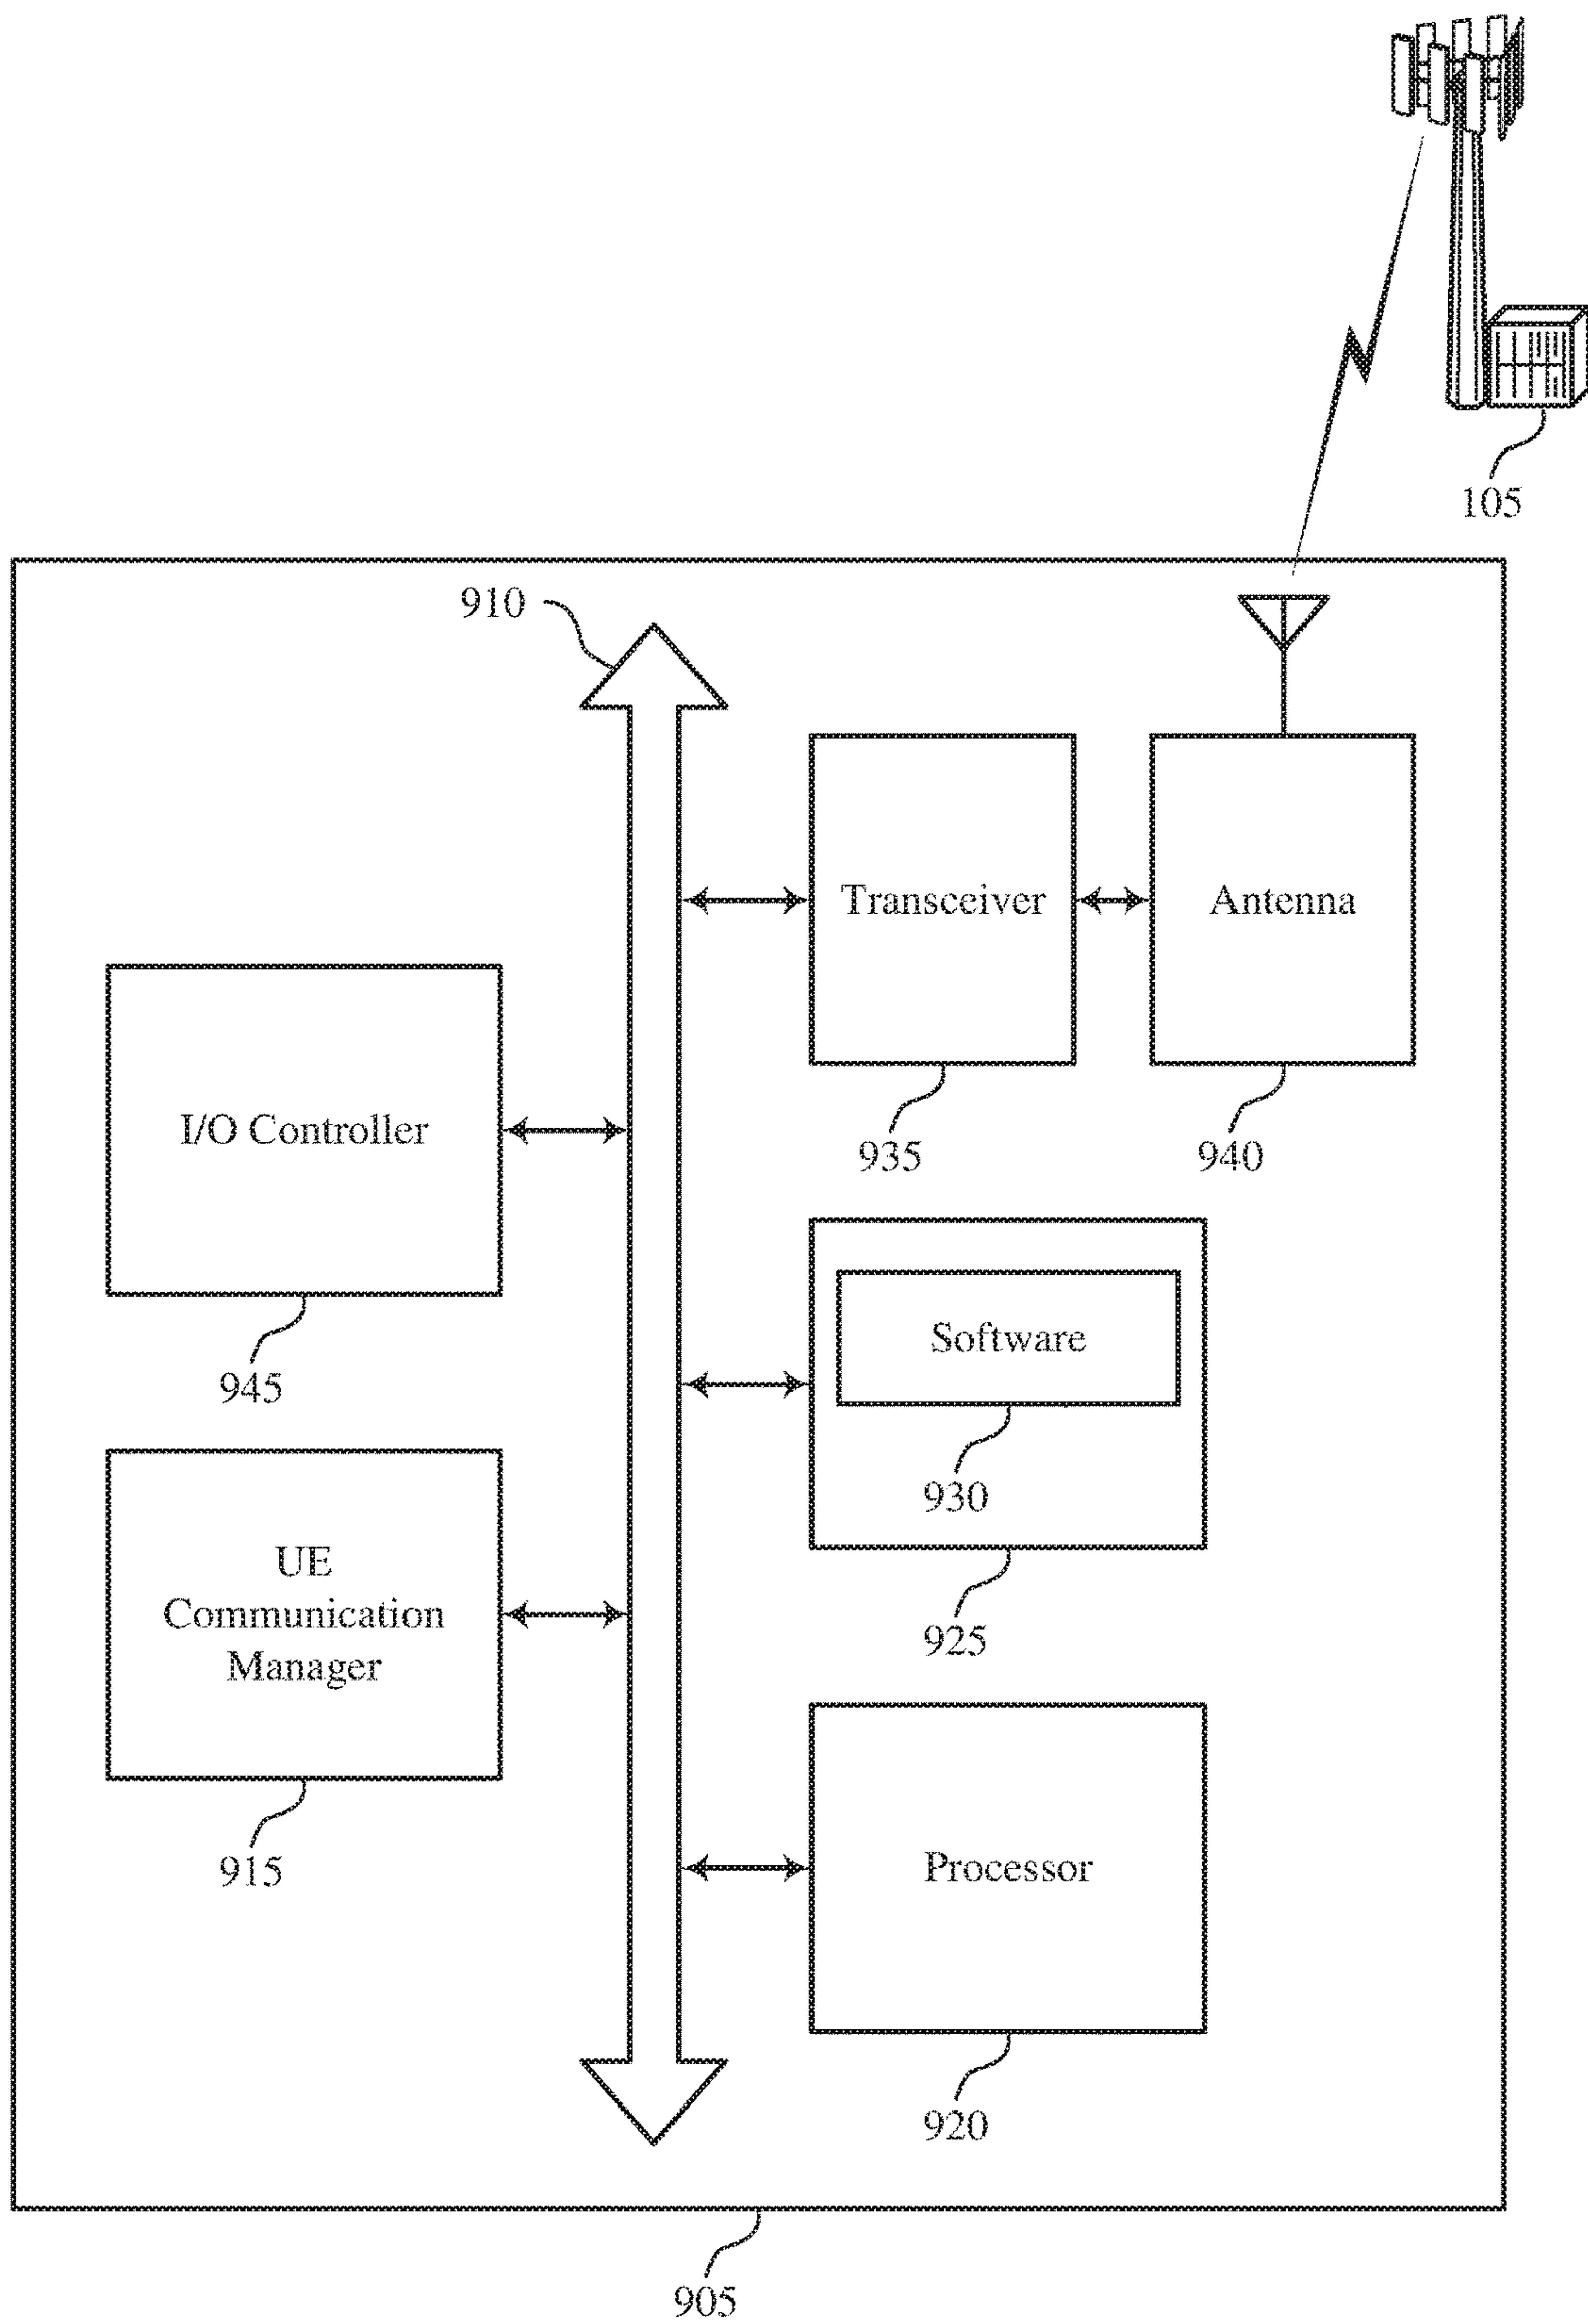 105
910
Transceiver
Antenna
935
940
I/O Controller
945
Software
930
925
UE
Communication
Manager
915
Processor
920
905